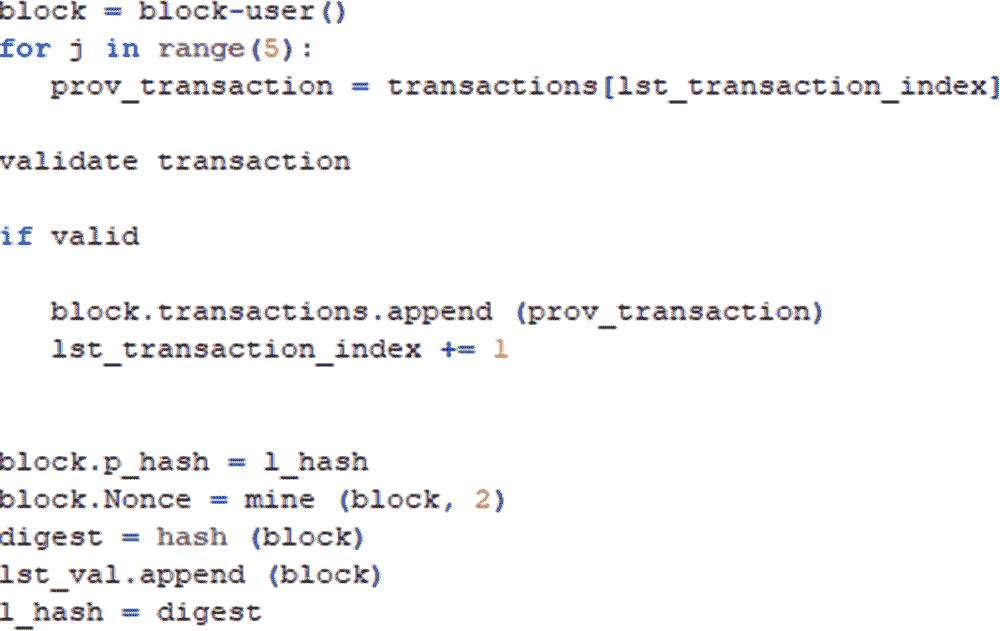 block = block-user()
for j in range(5):
prov_transaction = transactions[lst_transaction_index]
validate transaction
if valid
block.transactions.append (prov_transaction)
lst_transaction_index += 1
block.p_hash = l_hash
block.Nonce = mine (block, 2)
digest = hash (block)
lst_val.append (block)
l_hash = digest